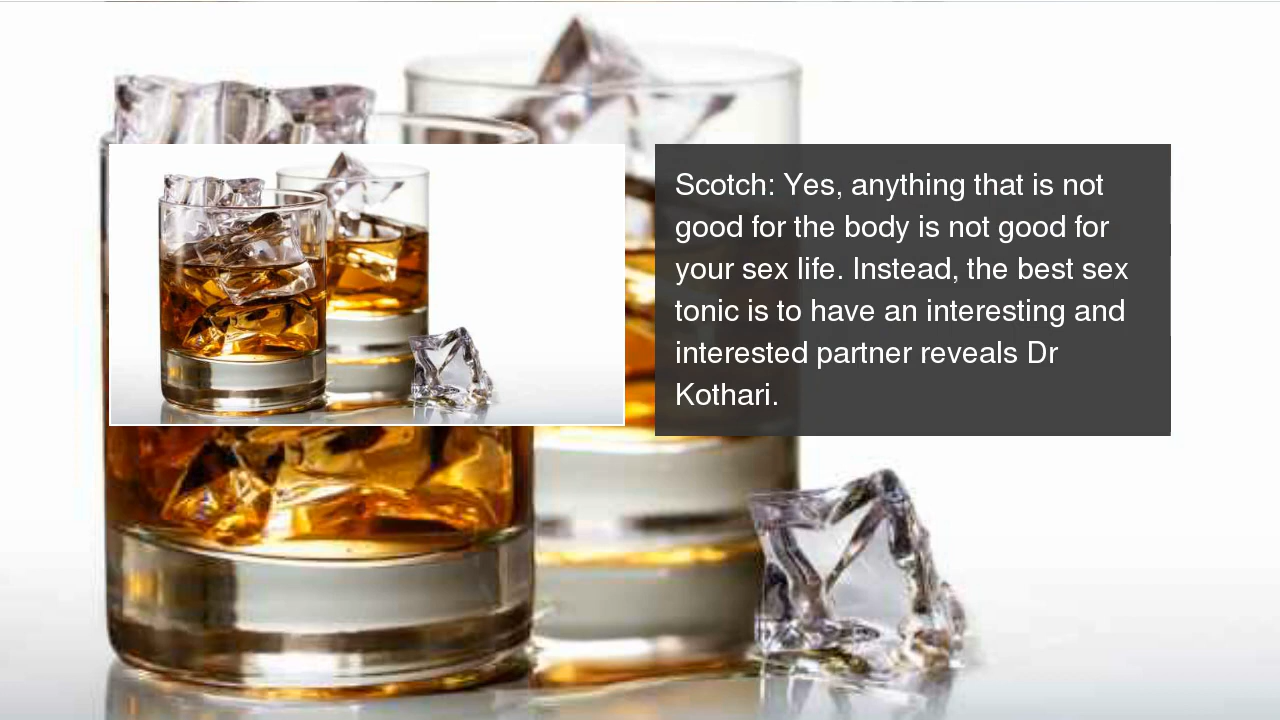 Scotch: Yes, anything that is not
good for the body is not good for
your sex life. Instead, the best sex
tonic is to have an interesting and
interested partner reveals Dr
Kothari.